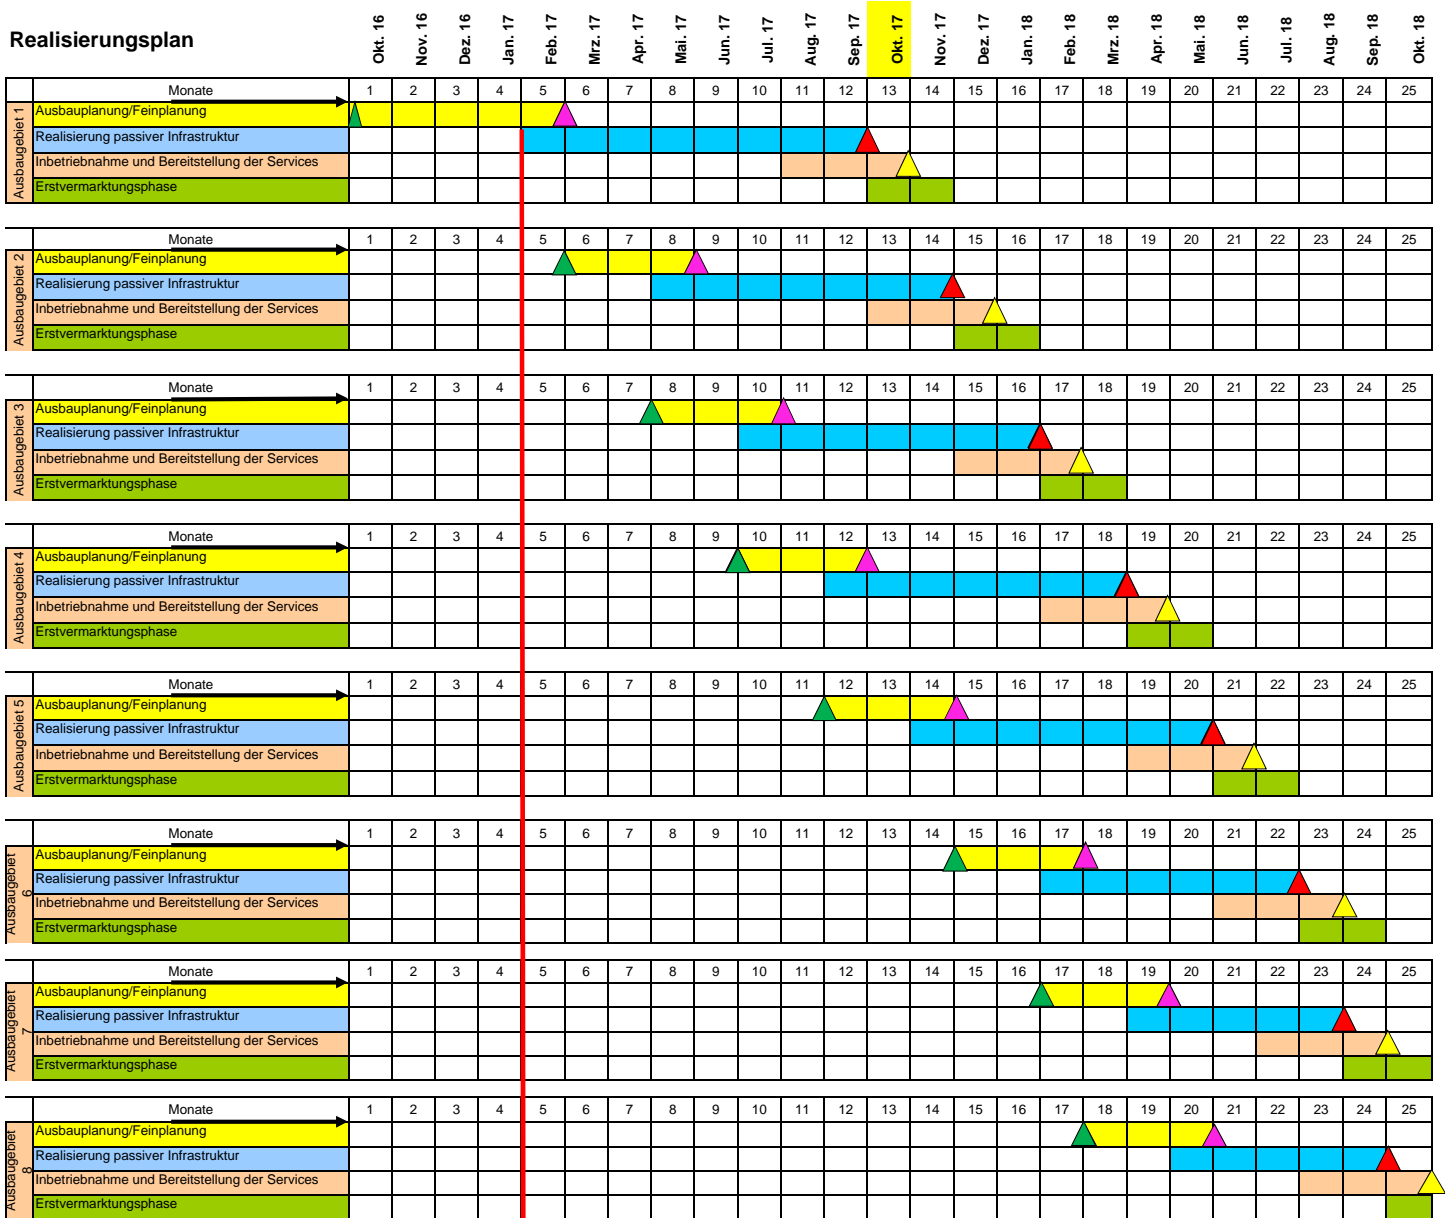 Realisierungsplan
Okt. 16 Nov. 16 Dez. 16 Jan. 17 Feb. 17 Mrz. 17 Apr. 17 Mai. 17 Jun. 17 Jul. 17 Aug. 17 Sep. 17 Okt. 17 Nov. 17 Dez. 17 Jan. 18 Feb. 18 Mrz. 18 Apr. 18 Mai. 18 Jun. 18 Jul. 18 Aug. 18 Sep. 18 Okt. 18
Monate 1 2 3 4 5 6 7 8 9 10 11 12 13 14 15 16 17 18 19 20 21 22 23 24 25
Ausbaugebiet 1
Ausbauplanung/Feinplanung
Realisierung passiver Infrastruktur
Inbetriebnahme und Bereitstellung der Services
Erstvermarktungsphase
Monate 1 2 3 4 5 6 7 8 9 10 11 12 13 14 15 16 17 18 19 20 21 22 23 24 25
Ausbaugebiet 2
Ausbauplanung/Feinplanung
Realisierung passiver Infrastruktur
Inbetriebnahme und Bereitstellung der Services
Erstvermarktungsphase
Monate 1 2 3 4 5 6 7 8 9 10 11 12 13 14 15 16 17 18 19 20 21 22 23 24 25
Ausbaugebiet 3
Ausbauplanung/Feinplanung
Realisierung passiver Infrastruktur
Inbetriebnahme und Bereitstellung der Services
Erstvermarktungsphase
Monate 1 2 3 4 5 6 7 8 9 10 11 12 13 14 15 16 17 18 19 20 21 22 23 24 25
Ausbaugebiet 4
Ausbauplanung/Feinplanung
Realisierung passiver Infrastruktur
Inbetriebnahme und Bereitstellung der Services
Erstvermarktungsphase
Monate 1 2 3 4 5 6 7 8 9 10 11 12 13 14 15 16 17 18 19 20 21 22 23 24 25
Ausbaugebiet 5
Ausbauplanung/Feinplanung
Realisierung passiver Infrastruktur
Inbetriebnahme und Bereitstellung der Services
Erstvermarktungsphase
Monate 1 2 3 4 5 6 7 8 9 10 11 12 13 14 15 16 17 18 19 20 21 22 23 24 25
Ausbaugebiet
6
Ausbauplanung/Feinplanung
Realisierung passiver Infrastruktur
Inbetriebnahme und Bereitstellung der Services
Erstvermarktungsphase
Monate 1 2 3 4 5 6 7 8 9 10 11 12 13 14 15 16 17 18 19 20 21 22 23 24 25
Ausbaugebiet
7
Ausbauplanung/Feinplanung
Realisierung passiver Infrastruktur
Inbetriebnahme und Bereitstellung der Services
Erstvermarktungsphase
Monate 1 2 3 4 5 6 7 8 9 10 11 12 13 14 15 16 17 18 19 20 21 22 23 24 25
Ausbaugebiet
8
Ausbauplanung/Feinplanung
Realisierung passiver Infrastruktur
Inbetriebnahme und Bereitstellung der Services
Erstvermarktungsphase